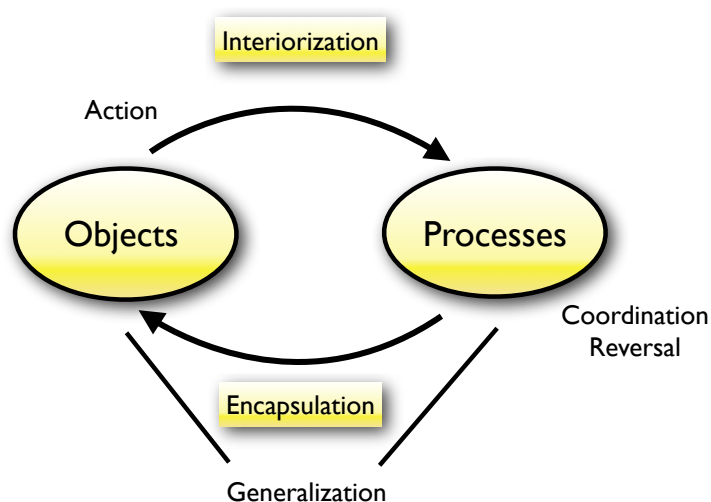 Interiorization
Action
Objects
Processes
Coordination
Reversal
Encapsulation
Generalization